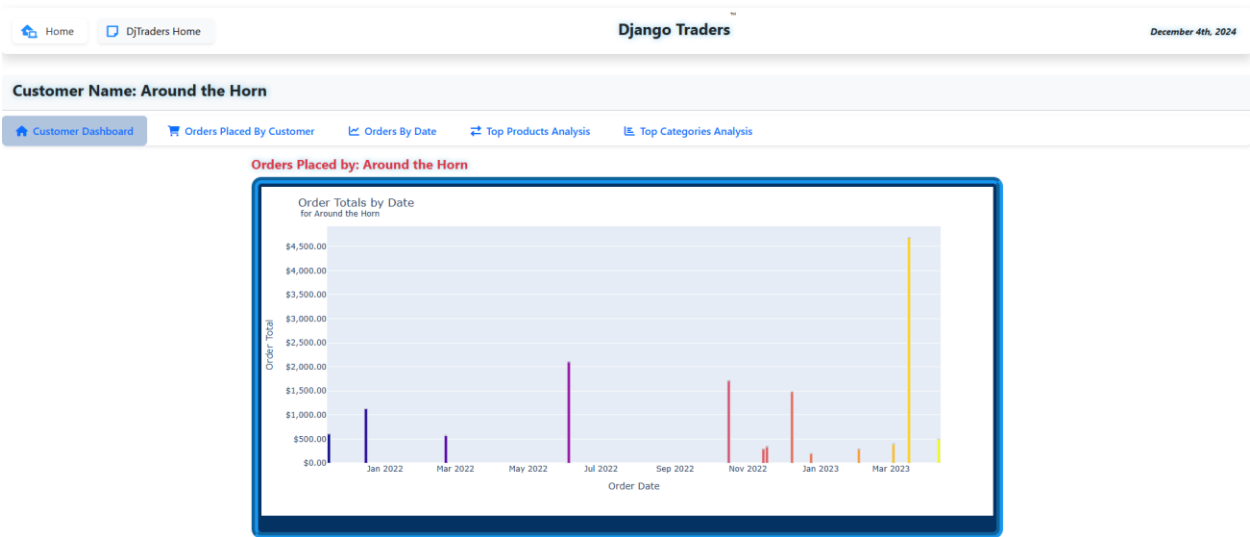 Home
DjTraders Home
Django Traders™
December 4th, 2024
Customer Name: Around the Horn
Customer Dashboard
Orders Placed By Customer
Orders By Date
Top Products Analysis
Top Categories Analysis
Orders Placed by: Around the Horn
Order Totals by Date
for Around the Horn
$4,500.00
$4,000.00
$3,500.00
$3,000.00
$2,500.00
$2,000.00
$1,500.00
$1,000.00
$500.00
$0.00
Order Total
Jan 2022
Mar 2022
May 2022
Jul 2022
Sep 2022
Nov 2022
Jan 2023
Mar 2023
Order Date